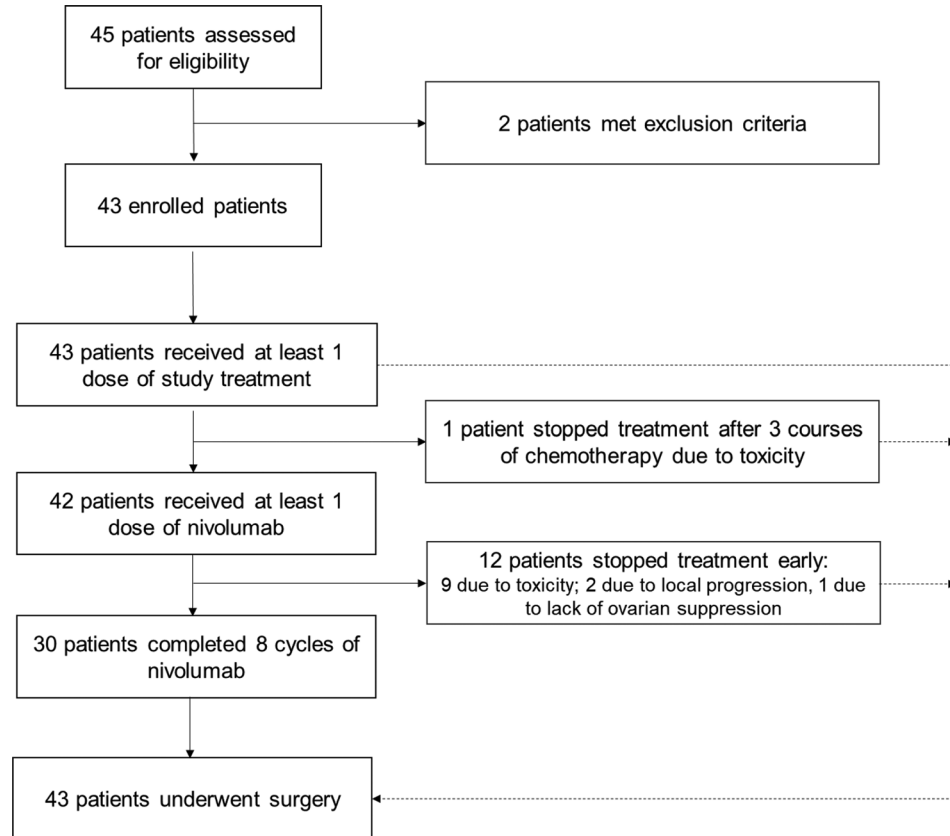 45 patients assessed
for eligibility
2 patients met exclusion criteria
43 enrolled patients
43 patients received at least 1
dose of study treatment
1 patient stopped treatment after 3 courses
of chemotherapy due to toxicity
42 patients received at least 1
dose of nivolumab
12 patients stopped treatment early:
9 due to toxicity; 2 due to local progression, 1 due
to lack of ovarian suppression
30 patients completed 8 cycles of
nivolumab
43 patients underwent surgery